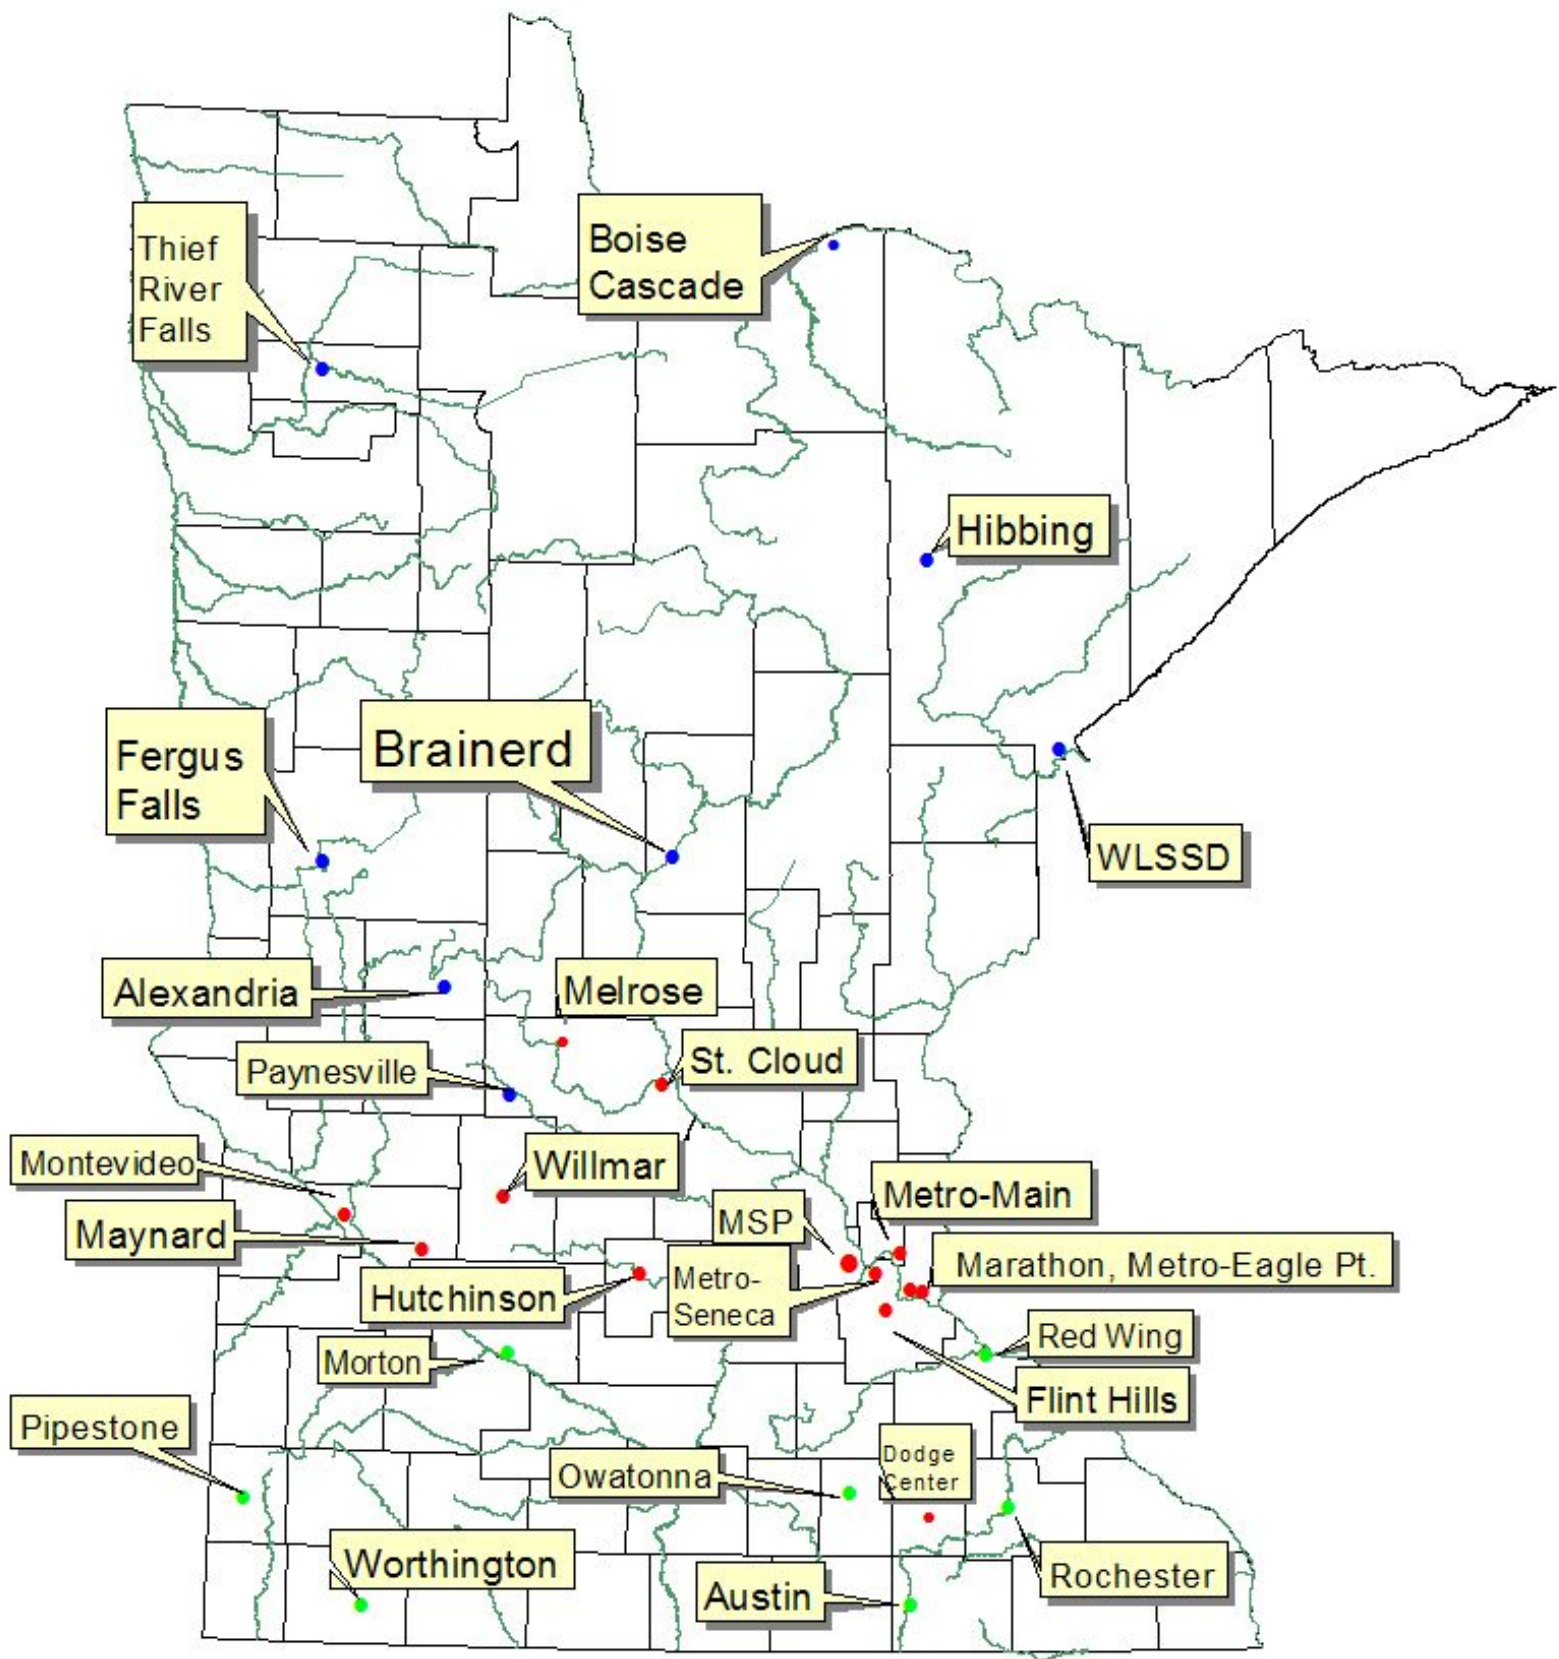 Thief
River
Falls
Boise
Cascade
Hibbing
Fergus
Falls
Brainerd
WLSSD
Alexandria
Melrose
St. Cloud
Paynesville
Montevideo
Willmar
Metro-Main
MSP
Maynard
Marathon, Metro-Eagle Pt.
Hutchinson
Metro-
Seneca
Red Wing
Morton
Flint Hills
Pipestone
Owatonna
Dodge
Center
Worthington
Austin
Rochester